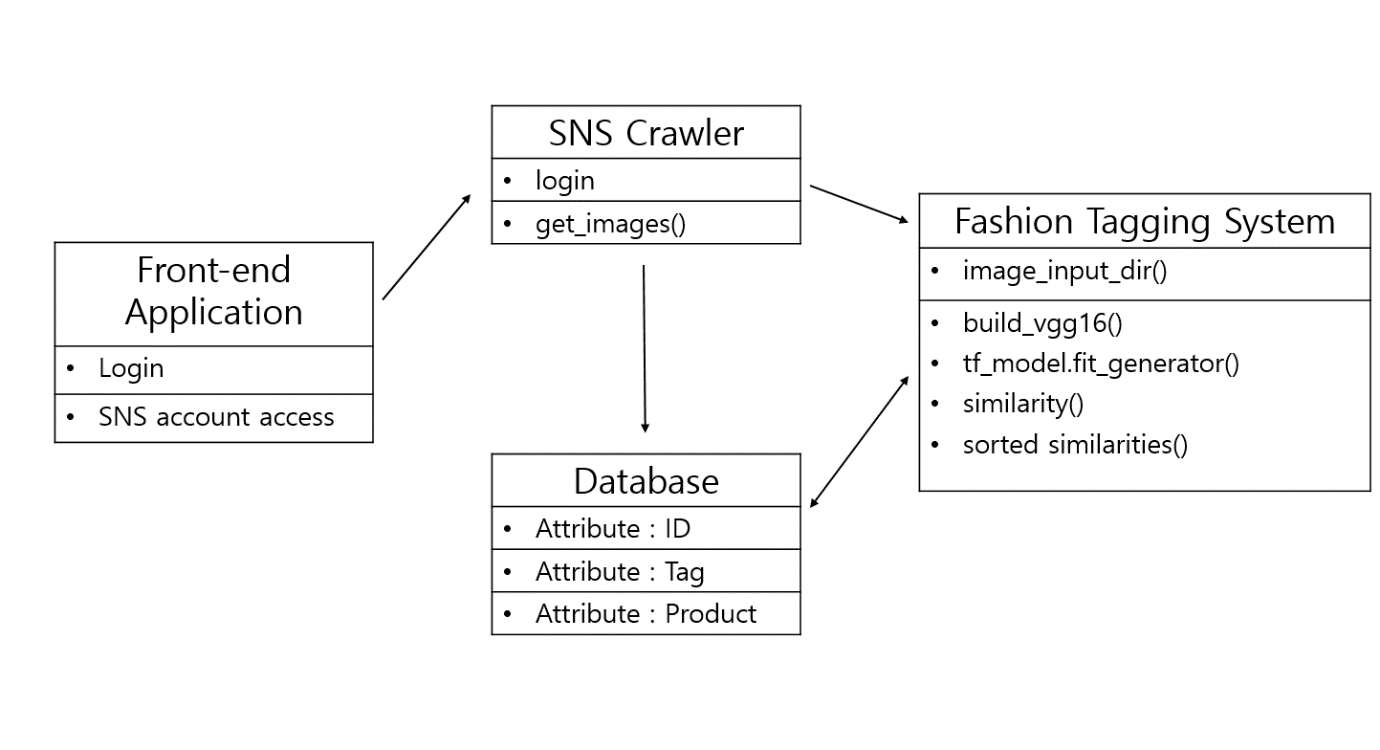 SNS Crawler
• login
• get_images()
Front-end
Application
• Login
• SNS account access
Fashion Tagging System
• image_input_dir()
• build_vgg16()
• tf_model.fit_generator()
• similarity()
• sorted similarities()
Database
• Attribute : ID
• Attribute : Tag
• Attribute : Product